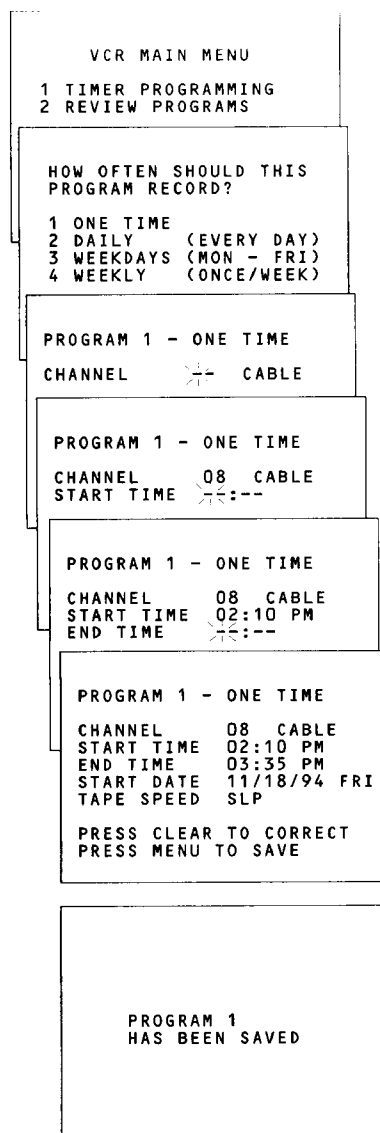 VCR MAIN MENU
1 TIMER PROGRAMMING
2 REVIEW PROGRAMS
HOW OFTEN SHOULD THIS
PROGRAM RECORD?
1 ONE TIME
2 DAILY (EVERY DAY)
3 WEEKDAYS (MON - FRI)
4 WEEKLY (ONCE/WEEK)
PROGRAM 1 - ONE TIME
CHANNEL -- CABLE
PROGRAM 1 - ONE TIME
CHANNEL 08 CABLE
START TIME --:--
PROGRAM 1 - ONE TIME
CHANNEL 08 CABLE
START TIME 02:10 PM
END TIME --:--
PROGRAM 1 - ONE TIME
CHANNEL 08 CABLE
START TIME 02:10 PM
END TIME 03:35 PM
START DATE 11/18/94 FRI
TAPE SPEED SLP
PRESS CLEAR TO CORRECT
PRESS MENU TO SAVE
PROGRAM 1
HAS BEEN SAVED